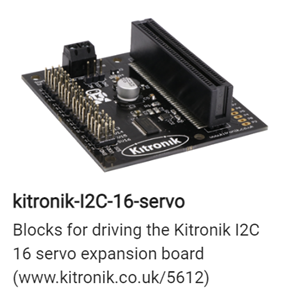 Kitronik
kitronik-I2C-16-servo
Blocks for driving the Kitronik I2C
16 servo expansion board
(www.kitronik.co.uk/5612)